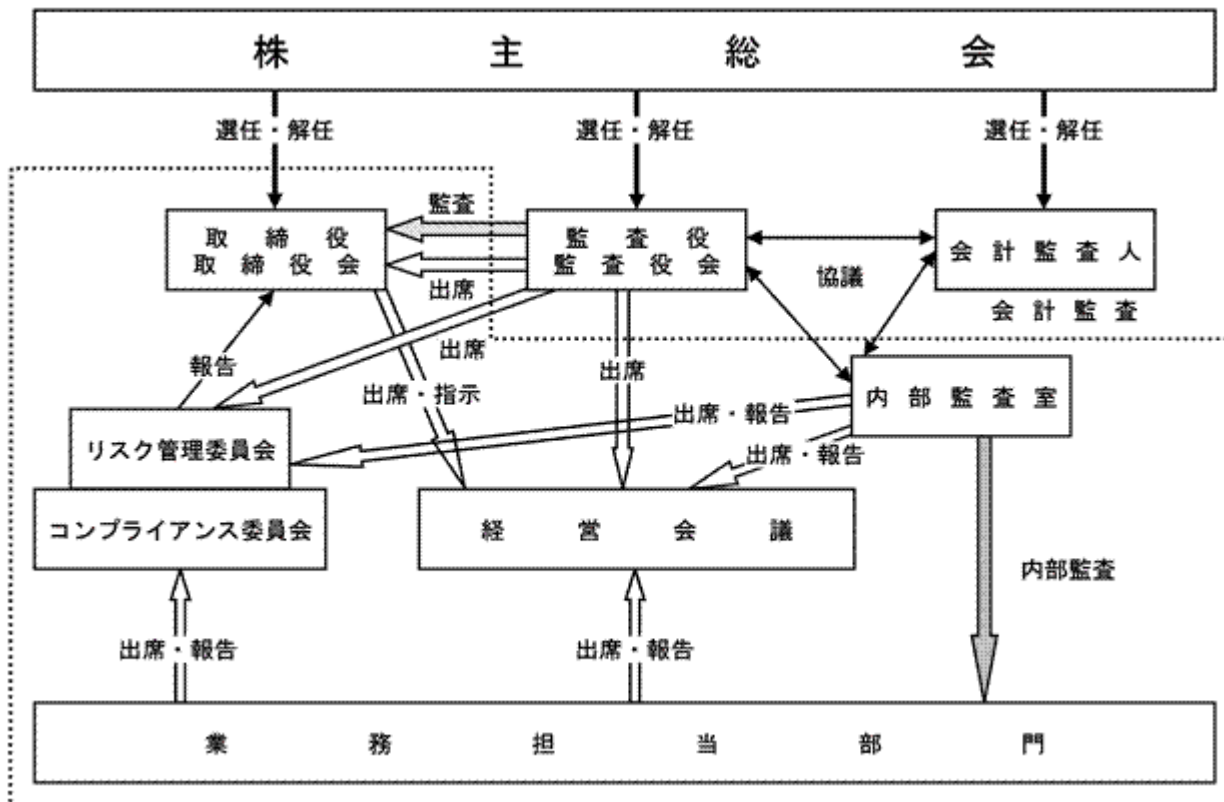 株主総会
選任・解任
選任・解任
選任・解任
監査
取締役
取締役会
監査役
監査役会
会計監査人
出席
協議
会計監査
報告
出席
出席・指示
出席
内部監査室
出席・報告
リスク管理委員会
出席・報告
コンプライアンス委員会
経営会議
内部監査
出席・報告
出席・報告
業務担当部門